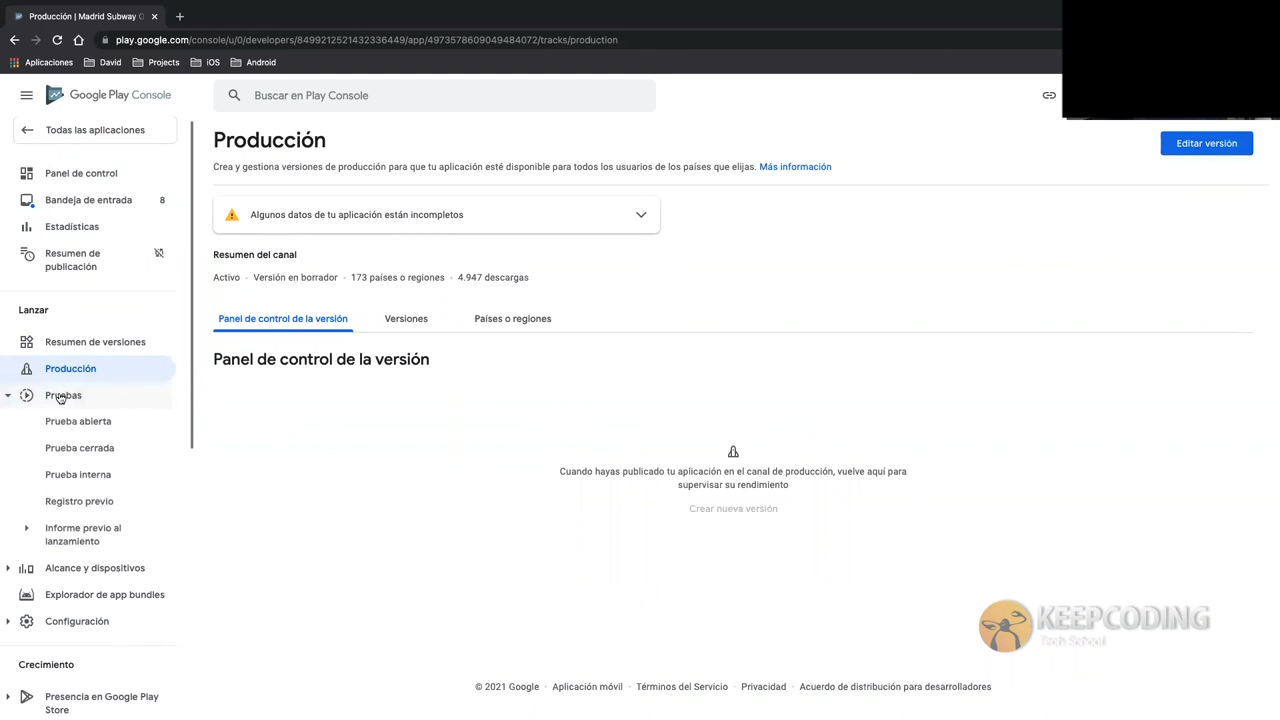 Producción | Madrid Subway
play.google.com/console/u/0/developers/8499212521432336449/app/4973578609049484072/tracks/production
Aplicaciones David Projects iOS Android
Google Play Console
Buscar en Play Console
Todas las aplicaciones
Panel de control
Bandeja de entrada 8
Estadísticas
Resumen de
publicación
Lanzar
Resumen de versiones
Producción
Pruebas
Prueba abierta
Prueba cerrada
Prueba interna
Registro previo
Informe previo al
lanzamiento
Alcance y dispositivos
Explorador de app bundles
Configuración
Crecimiento
Presencia en Google Play
Store
Producción
Editar versión
Crea y gestiona versiones de producción para que tu aplicación esté disponible para todos los usuarios de los países que elijas. Más información
Algunos datos de tu aplicación están incompletos
Resumen del canal
Activo · Versión en borrador · 173 países o regiones · 4.947 descargas
Panel de control de la versión Versiones Países o regiones
Panel de control de la versión
Cuando hayas publicado tu aplicación en el canal de producción, vuelve aquí para
supervisar su rendimiento
Crear nueva versión
KEEPCODING
Tech School
© 2021 Google · Aplicación móvil · Términos del Servicio · Privacidad · Acuerdo de distribución para desarrolladores